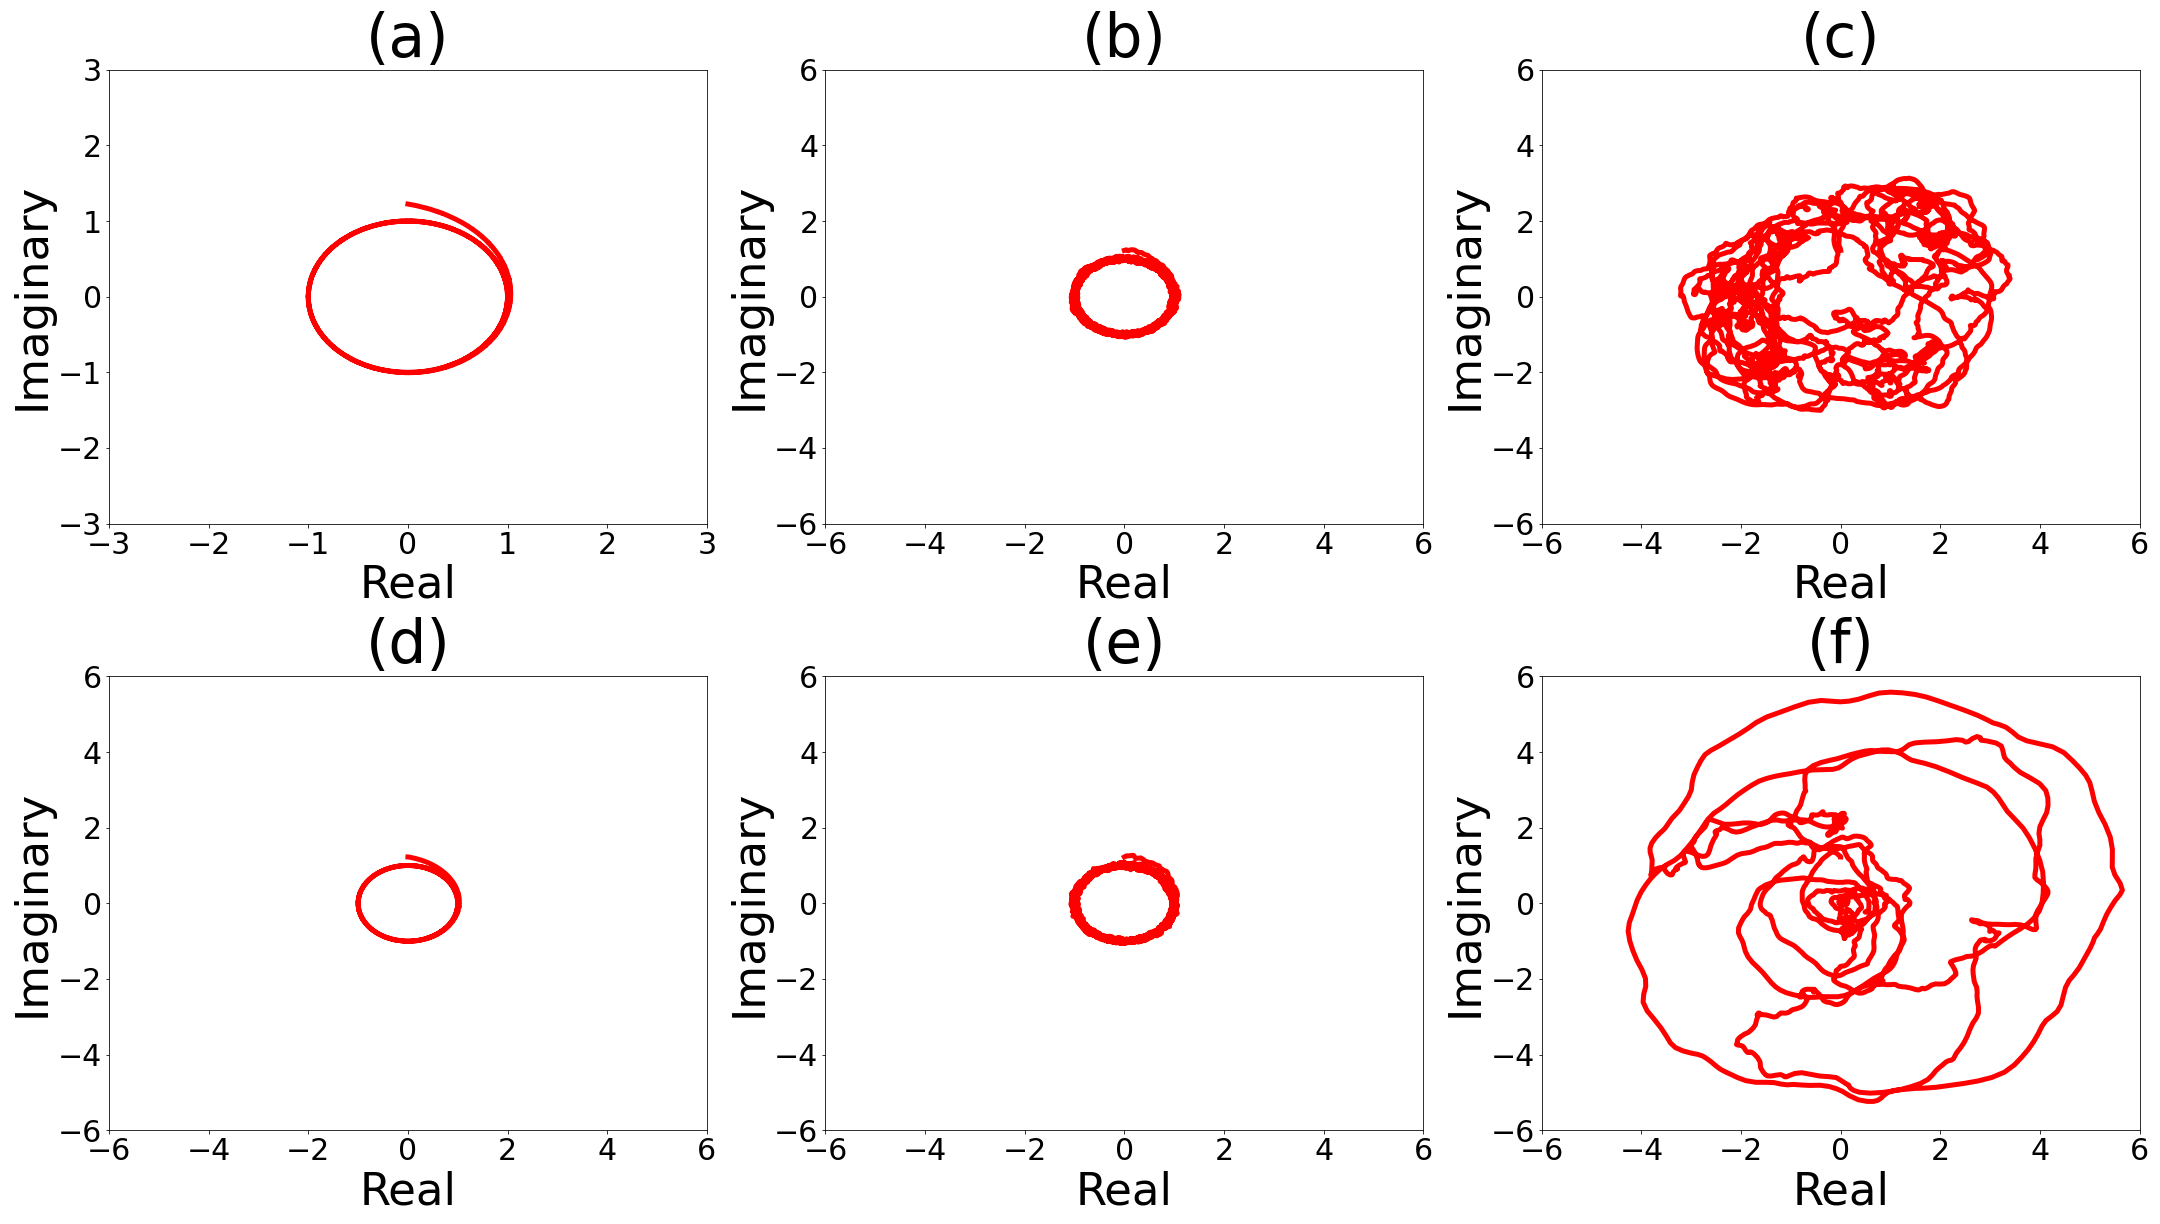 (a) (b) (c)
3 6 6
2 4 4
1 2 2
Imaginary 0 Imaginary 0 Imaginary 0
−1 −2 −2
−2 −4 −4
−3 −6 −6
−3 −2 −1 0 1 2 3 −6 −4 −2 0 2 4 6 −6 −4 −2 0 2 4 6
Real Real Real
(d) (e) (f)
6 6 6
4 4 4
2 2 2
Imaginary 0 Imaginary 0 Imaginary 0
−2 −2 −2
−4 −4 −4
−6 −6 −6
−6 −4 −2 0 2 4 6 −6 −4 −2 0 2 4 6 −6 −4 −2 0 2 4 6
Real Real Real